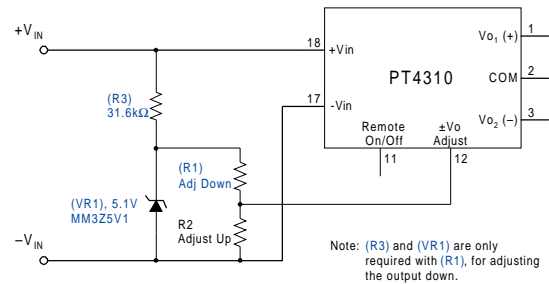 +V IN
18
+Vin
Vo1 (+)
1
PT4310
COM
2
(R3)
31.6kΩ
17
-Vin
Vo2 (–)
3
Remote
On/Off
±Vo
Adjust
11
12
(R1)
Adj Down
(VR1), 5.1V
MM3Z5V1
R2
Adjust Up
–V IN
Note: (R3) and (VR1) are only
required with (R1), for adjusting
the output down.